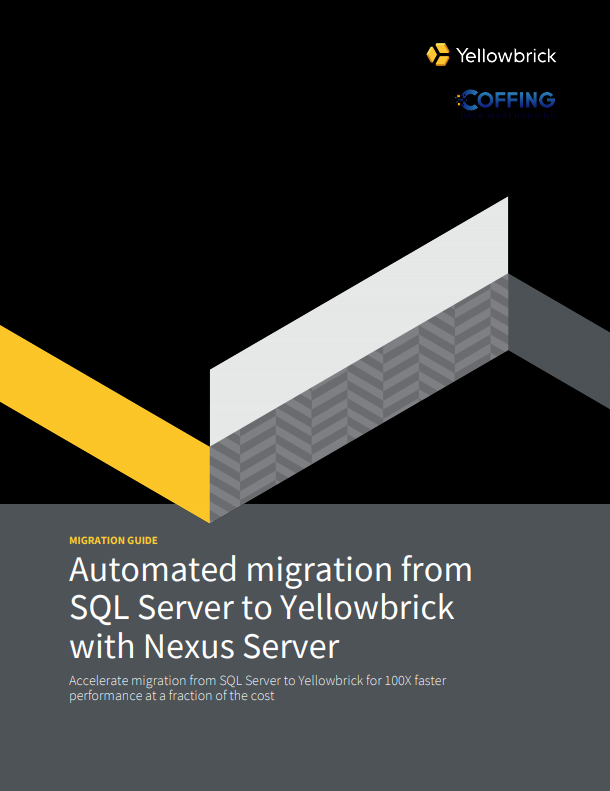 Yellowbrick
COFFING
MIGRATION GUIDE
Automated migration from
SQL Server to Yellowbrick
with Nexus Server
Accelerate migration from SQL Server to Yellowbrick for 100X faster
performance at a fraction of the cost